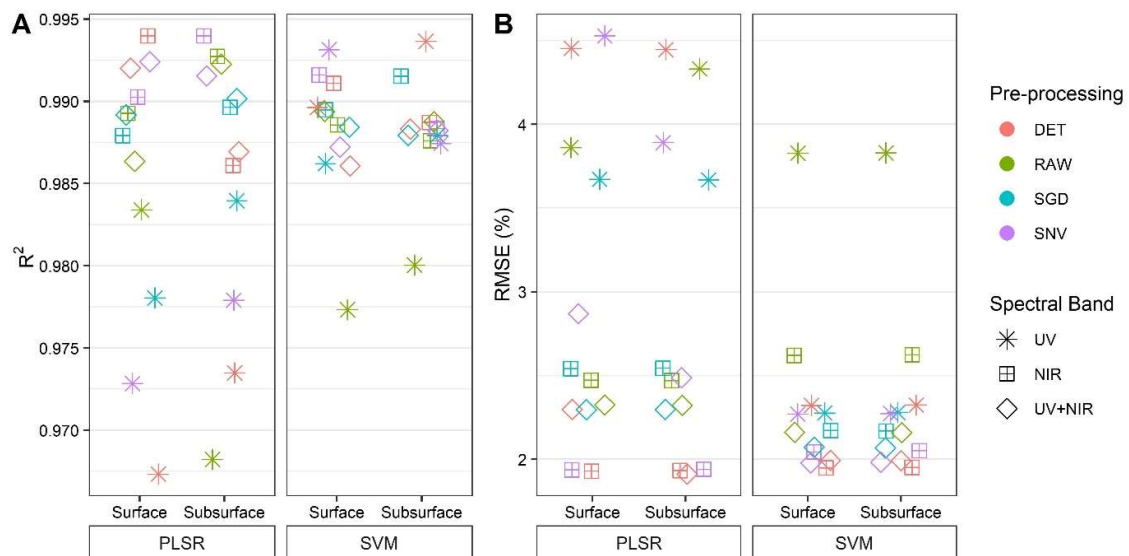 A
B
0.995
0.990
0.985
0.980
0.975
0.970
R²
Surface Subsurface
PLSR
Surface Subsurface
SVM
4
3
2
RMSE (%)
Surface Subsurface
PLSR
Surface Subsurface
SVM
Pre-processing
DET
RAW
SGD
SNV
Spectral Band
UV
NIR
UV+NIR